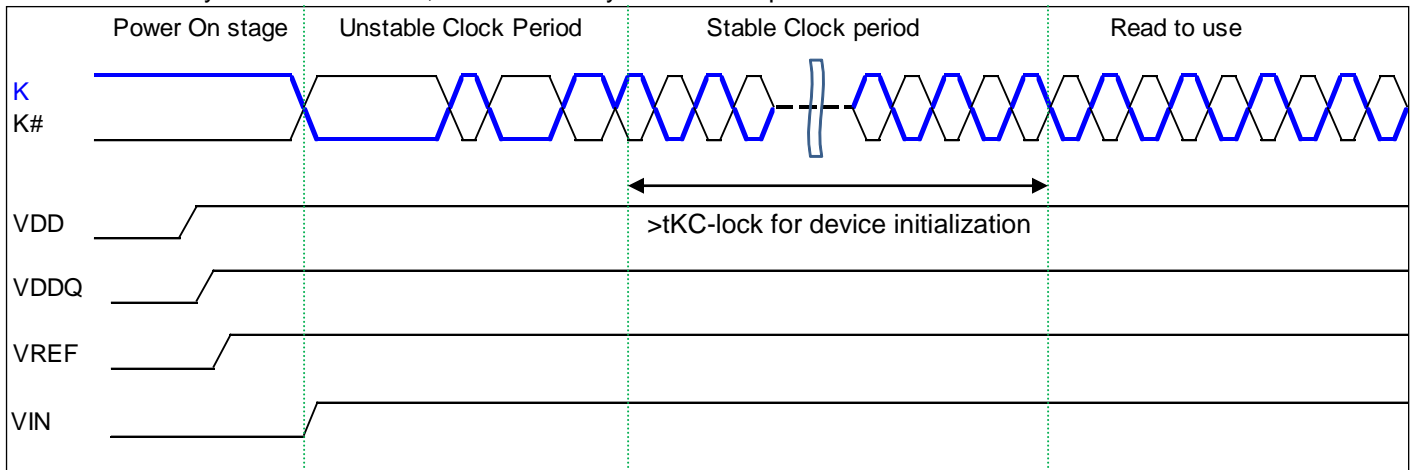 Power On stage Unstable Clock Period Stable Clock period Read to use
K
K#
VDD
>tKC-lock for device initialization
VDDQ
VREF
VIN